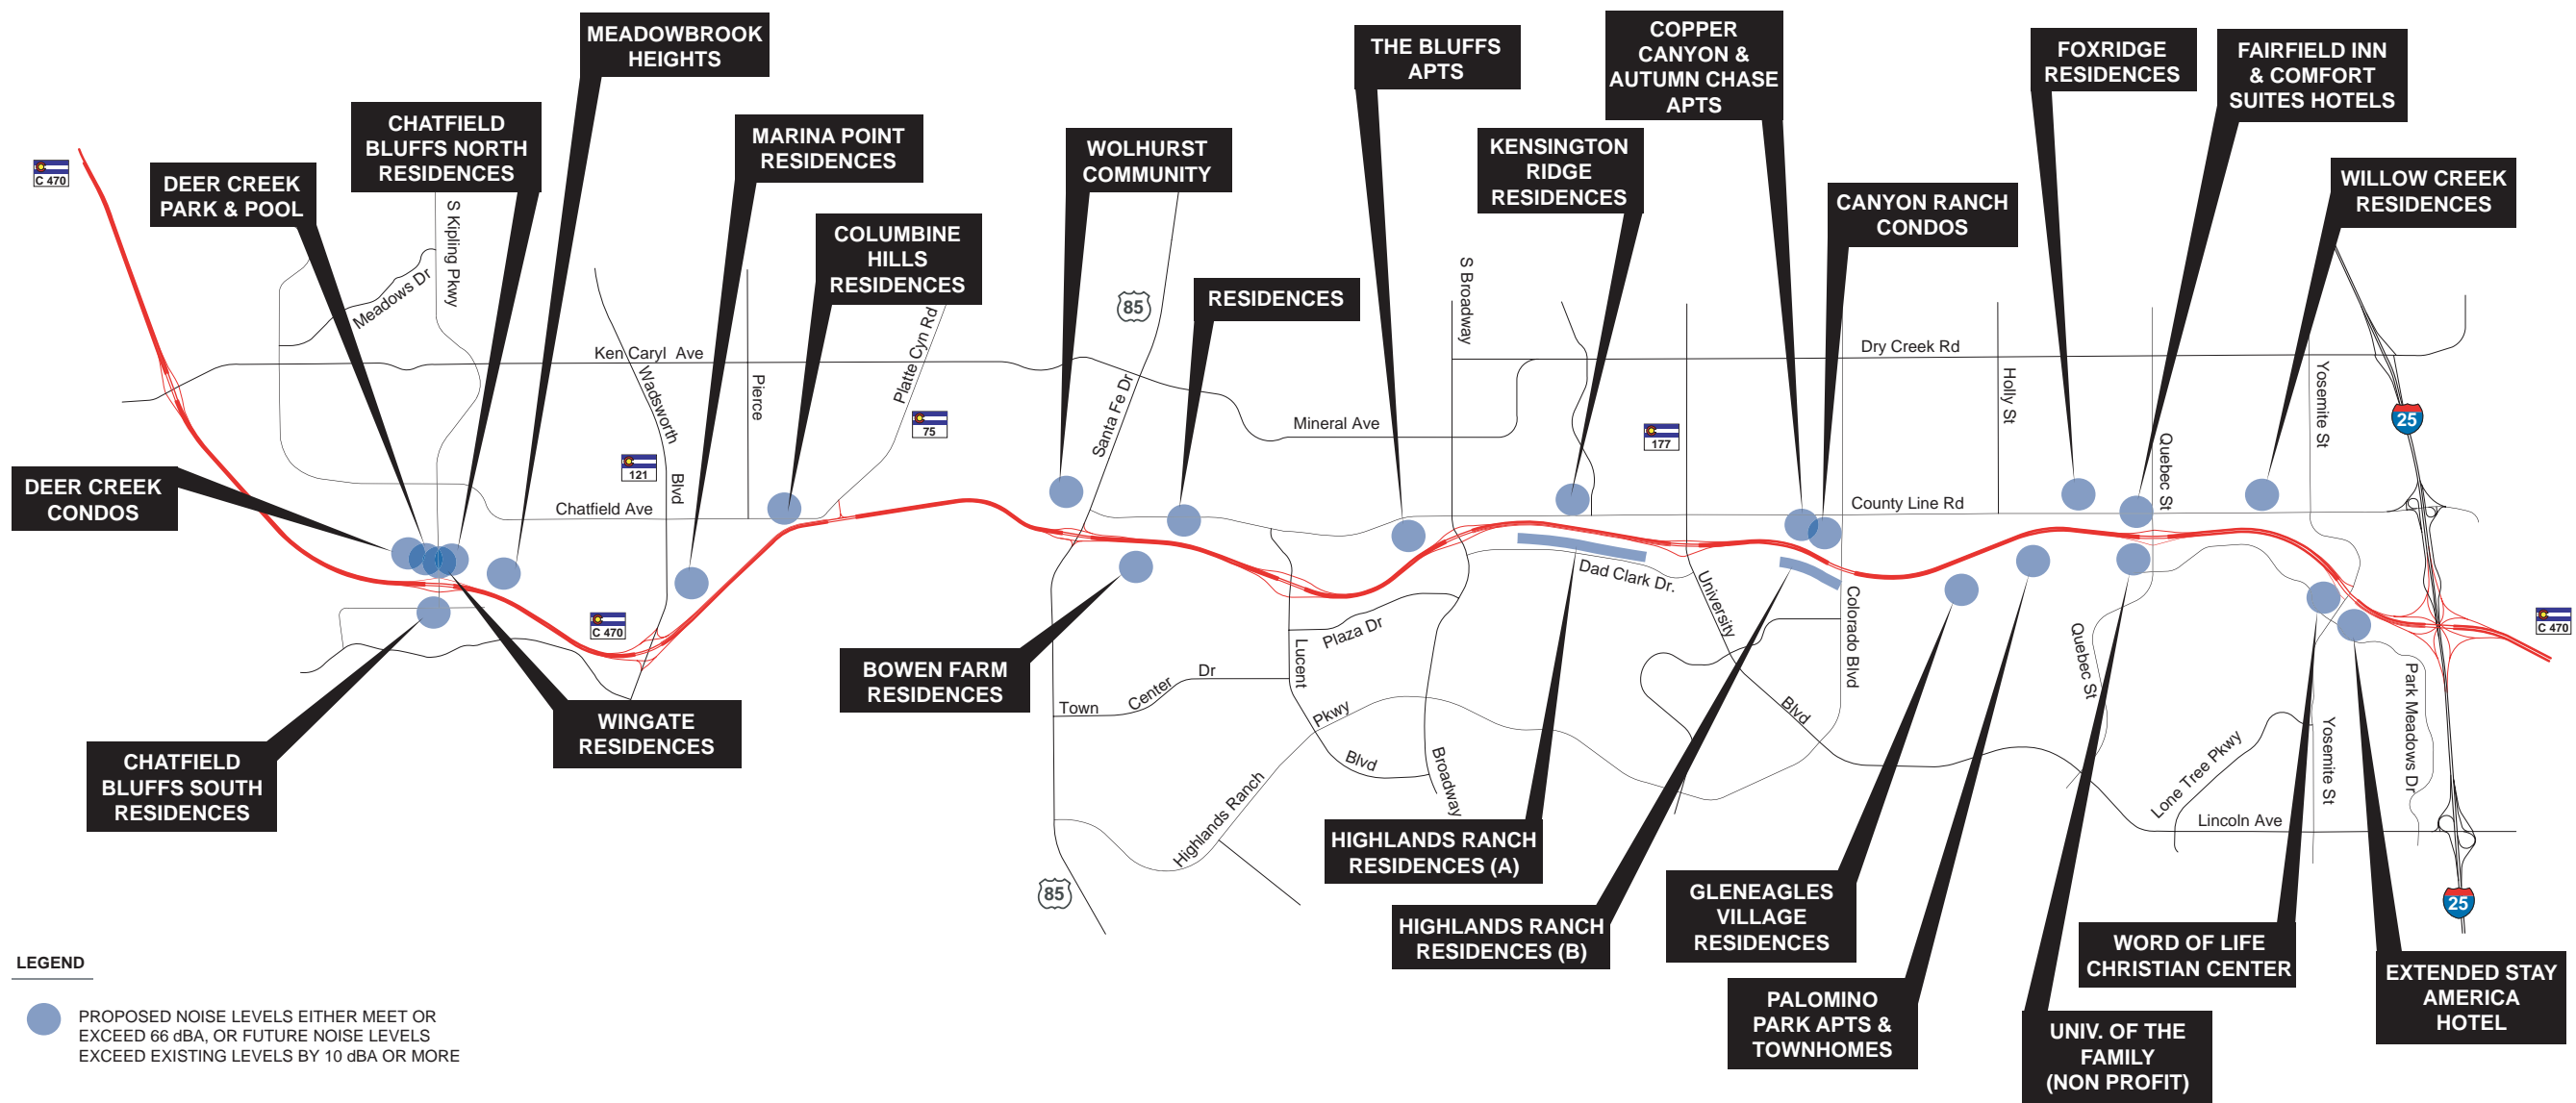 MEADOWBROOK
HEIGHTS
CHATFIELD
BLUFFS NORTH
RESIDENCES
DEER CREEK
PARK & POOL
MARINA POINT
RESIDENCES
COLUMBINE
HILLS
RESIDENCES
WOLHURST
COMMUNITY
RESIDENCES
THE BLUFFS
APTS
KENSINGTON
RIDGE
RESIDENCES
COPPER
CANYON &
AUTUMN CHASE
APTS
CANYON RANCH
CONDOS
FOXRIDGE
RESIDENCES
FAIRFIELD INN
& COMFORT
SUITES HOTELS
WILLOW CREEK
RESIDENCES
C 470
S Kipling Pkwy
Meadows Dr
Ken Caryl Ave
Wadsworth
Blvd
Pierce
Platte Cyn Rd
75
121
Chatfield Ave
85
Santa Fe Dr
Mineral Ave
S Broadway
177
Dry Creek Rd
County Line Rd
Holly St
Quebec St
Yosemite St
25
DEER CREEK
CONDOS
C 470
C 470
Dad Clark Dr.
University
Blvd
Colorado Blvd
Quebec St
Plaza Dr
Lucent
Blvd
Town
Center
Dr
Highlands Ranch
Pkwy
Broadway
Lone Tree Pkwy
Yosemite St
Park Meadows Dr
Lincoln Ave
85
25
CHATFIELD
BLUFFS SOUTH
RESIDENCES
WINGATE
RESIDENCES
BOWEN FARM
RESIDENCES
HIGHLANDS RANCH
RESIDENCES (A)
HIGHLANDS RANCH
RESIDENCES (B)
GLENEAGLES
VILLAGE
RESIDENCES
PALOMINO
PARK APTS &
TOWNHOMES
UNIV. OF THE
FAMILY
(NON PROFIT)
WORD OF LIFE
CHRISTIAN CENTER
EXTENDED STAY
AMERICA
HOTEL
LEGEND
PROPOSED NOISE LEVELS EITHER MEET OR
EXCEED 66 dBA, OR FUTURE NOISE LEVELS
EXCEED EXISTING LEVELS BY 10 dBA OR MORE